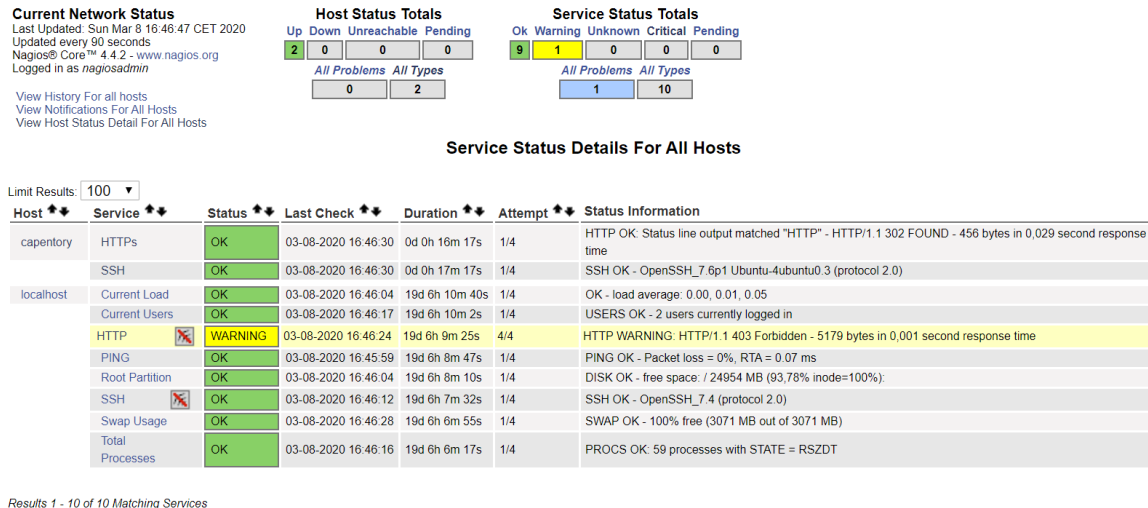 Current Network Status
Last Updated: Sun Mar 8 16:46:47 CET 2020
Updated every 90 seconds
Nagios® Core™ 4.4.2 - www.nagios.org
Logged in as nagiosadmin
View History For all hosts
View Notifications For All Hosts
View Host Status Detail For All Hosts
Host Status Totals
Up Down Unreachable Pending
2 0 0 0
All Problems All Types
0 2
Service Status Totals
Ok Warning Unknown Critical Pending
9 1 0 0 0
All Problems All Types
1 10
Service Status Details For All Hosts
Limit Results: 100
Host Service Status Last Check Duration Attempt Status Information
capentory HTTPs OK 03-08-2020 16:46:30 0d 0h 16m 17s 1/4 HTTP OK: Status line output matched "HTTP" - HTTP/1.1 302 FOUND - 456 bytes in 0,029 second response
time
SSH OK 03-08-2020 16:46:30 0d 0h 17m 17s 1/4 SSH OK - OpenSSH_7.6p1 Ubuntu-4ubuntu0.3 (protocol 2.0)
localhost Current Load OK 03-08-2020 16:46:04 19d 6h 10m 40s 1/4 OK - load average: 0.00, 0.01, 0.05
Current Users OK 03-08-2020 16:46:17 19d 6h 10m 2s 1/4 USERS OK - 2 users currently logged in
HTTP WARNING 03-08-2020 16:46:24 19d 6h 9m 25s 4/4 HTTP WARNING: HTTP/1.1 403 Forbidden - 5179 bytes in 0,001 second response time
PING OK 03-08-2020 16:45:59 19d 6h 8m 47s 1/4 PING OK - Packet loss = 0%, RTA = 0.07 ms
Root Partition OK 03-08-2020 16:46:04 19d 6h 8m 10s 1/4 DISK OK - free space: / 24954 MB (93,78% inode=100%):
SSH OK 03-08-2020 16:46:12 19d 6h 7m 32s 1/4 SSH OK - OpenSSH_7.4 (protocol 2.0)
Swap Usage OK 03-08-2020 16:46:28 19d 6h 6m 55s 1/4 SWAP OK - 100% free (3071 MB out of 3071 MB)
Total
Processes OK 03-08-2020 16:46:16 19d 6h 6m 17s 1/4 PROCS OK: 59 processes with STATE = RSZDT
Results 1 - 10 of 10 Matching Services